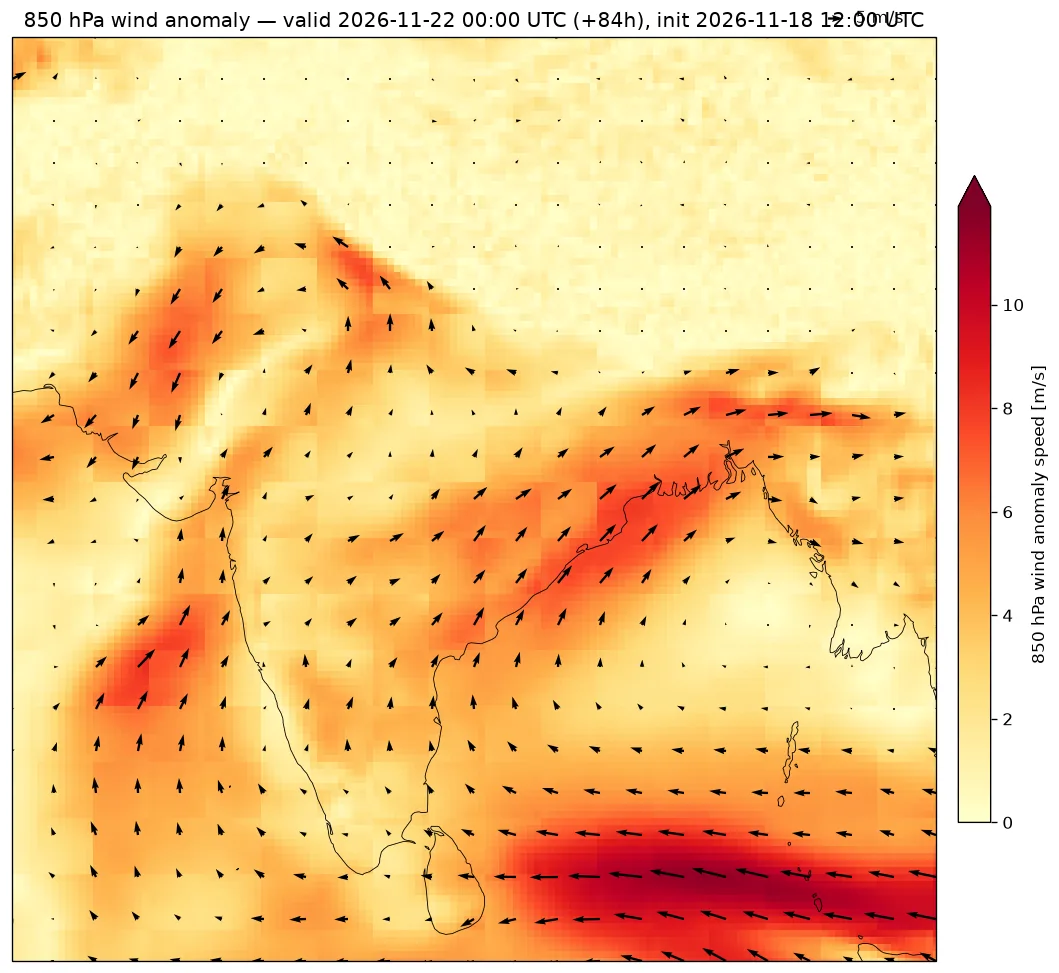 850 hPa wind anomaly — valid 2026-11-22 00:00 UTC (+84h), init 2026-11-18 12:00 UTC
5 m/s
10
8
6
4
2
0
850 hPa wind anomaly speed [m/s]